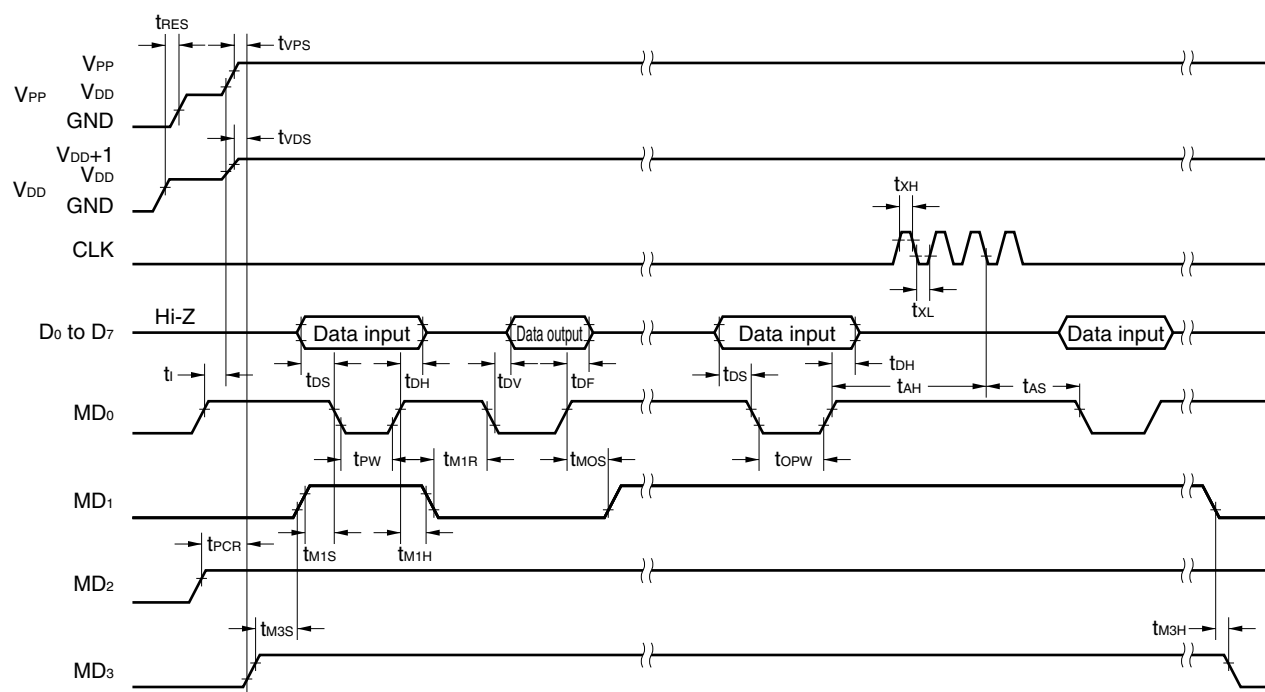 tRES
tVPS
VPP
VPP
VDD
GND
tVDS
VDD+1
VDD
VDD
GND
tXH
CLK
tXL
D0 to D7
Hi-Z
Data input
Data output
Data input
Data input
tI
tDS
tDH
tDV
tDF
tDS
tDH
tAH
tAS
MD0
tPW
tM1R
tMOS
tOPW
MD1
tPCR
tM1S
tM1H
MD2
tM3S
tM3H
MD3